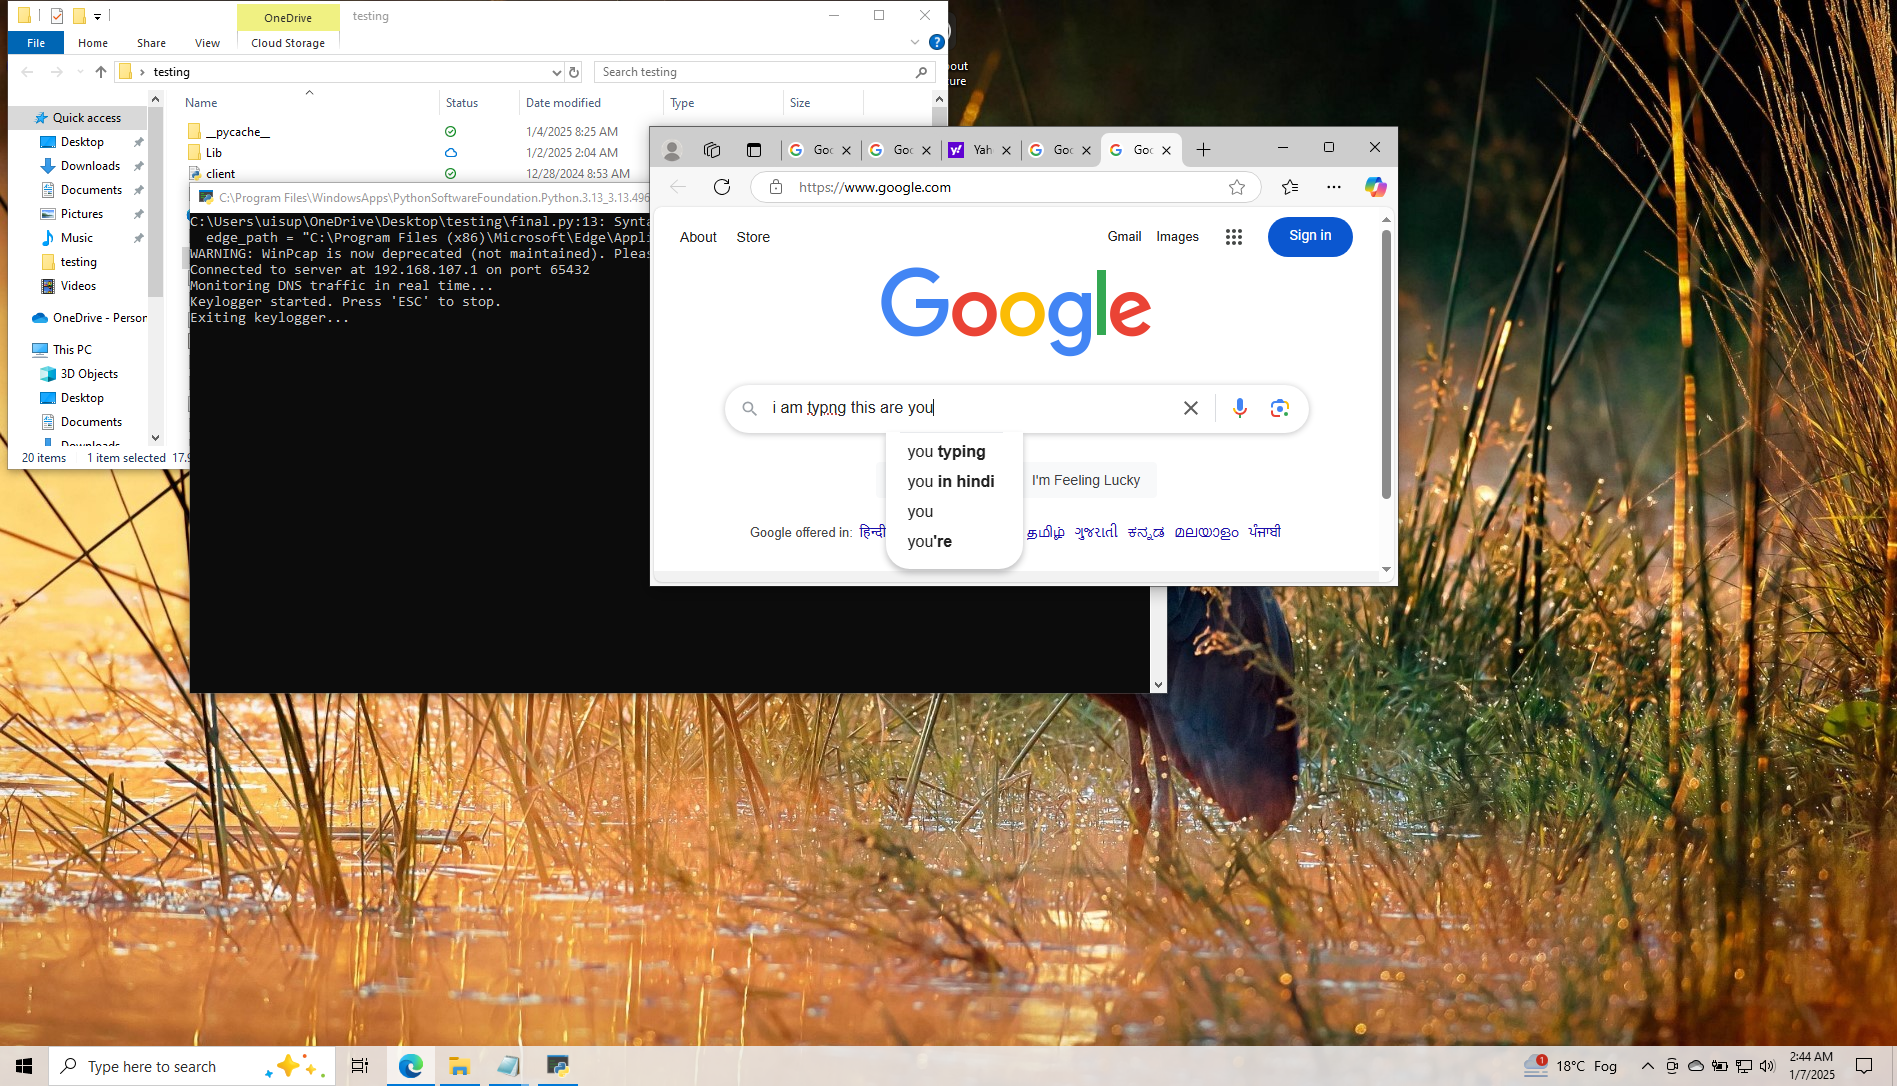 OneDrive
testing
File
Home
Share
View
Cloud Storage
testing
Search testing
Name
Status
Date modified
Type
Size
Quick access
Desktop
Downloads
Documents
Pictures
Music
testing
Videos
OneDrive - Person
This PC
3D Objects
Desktop
Documents
Downloads
__pycache__
1/4/2025 8:25 AM
Lib
1/2/2025 2:04 AM
client
12/28/2024 8:53 AM
20 items
1 item selected
17.9
C:\Program Files\WindowsApps\PythonSoftwareFoundation.Python.3.13_3.13.496
C:\Users\uisup\OneDrive\Desktop\testing\final.py:13: Synta
edge_path = "C:\Program Files (x86)\Microsoft\Edge\Appli
WARNING: WinPcap is now deprecated (not maintained). Pleas
Connected to server at 192.168.107.1 on port 65432
Monitoring DNS traffic in real time...
Keylogger started. Press 'ESC' to stop.
Exiting keylogger...
out
ure
Goo
Goo
Yah
Goo
Goo
https://www.google.com
About
Store
Gmail
Images
Sign in
Google
i am typng this are you
you typing
you in hindi
you
you're
I'm Feeling Lucky
Google offered in: हिन्दी தமிழ் ગુજરાતી ಕನ್ನಡ മലയാളം ਪੰਜਾਬੀ
Type here to search
1
18°C Fog
2:44 AM
1/7/2025